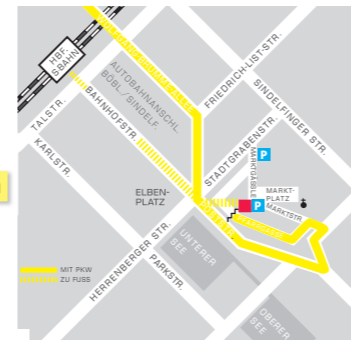 HBF.
S-BAHN
AUTOBAHNANSCHL.
BÖBL./SINDELF.
FRIEDRICH-LIST-STR.
SINDELFINGER STR.
TALSTR.
BAHNHOFSTR.
KARLSTR.
STADTGRABENSTR.
P
MARKTGÄSSLE
ELBEN-
PLATZ
P
MARKT-
PLATZ
MARKTSTR.
HERRENBERGER STR.
UNTERER
SEE
PARKSTR.
OBERER
SEE
MIT PKW
ZU FUSS